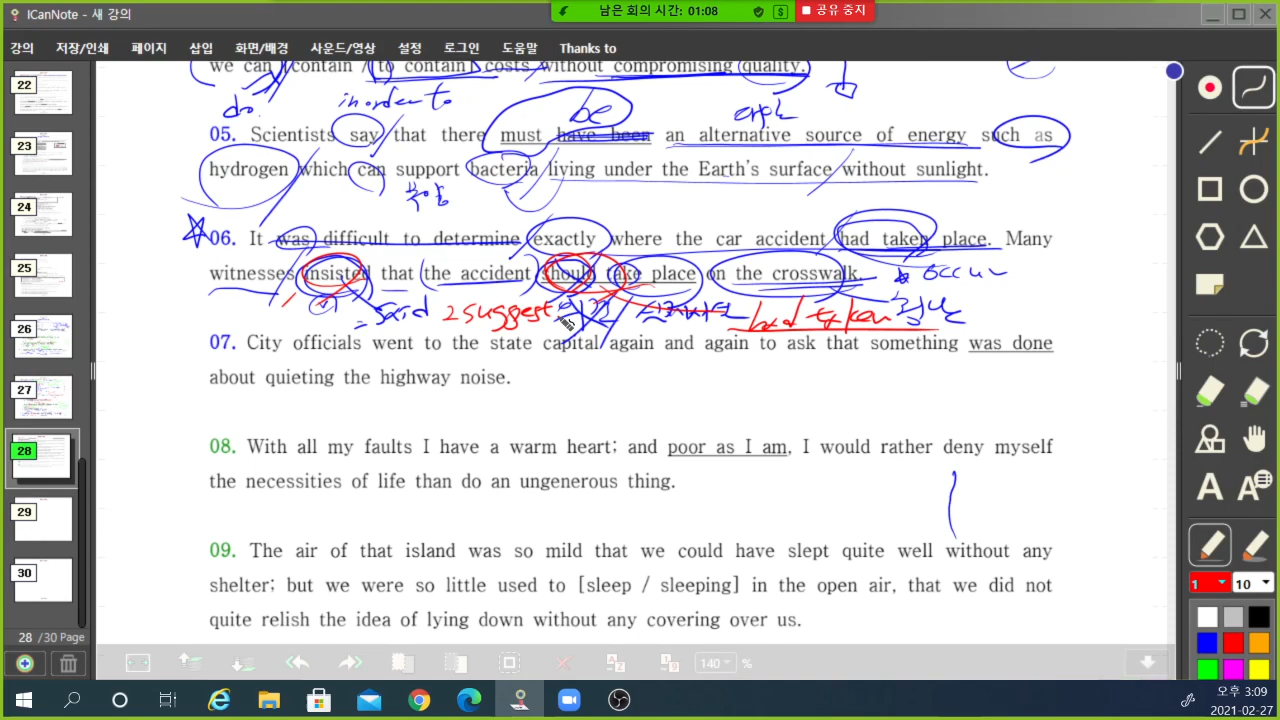 ICanNote - 새 강의
남은 회의 시간: 01:08
공유 중지
강의 저장/인쇄 페이지 삽입 화면/배경 사운드/영상 설정 로그인 도움말 Thanks to
22
23
24
25
26
27
28
29
30
we can contain / to contain costs without compromising quality.
in order to
be
05. Scientists say that there must have been an alternative source of energy such as
hydrogen which can support bacteria living under the Earth's surface without sunlight.
06. It was difficult to determine exactly where the car accident had taken place. Many
witnesses insisted that the accident should take place on the crosswalk.
occur
= said 2 suggest had taken
07. City officials went to the state capital again and again to ask that something was done
about quieting the highway noise.
08. With all my faults I have a warm heart; and poor as I am, I would rather deny myself
the necessities of life than do an ungenerous thing.
09. The air of that island was so mild that we could have slept quite well without any
shelter; but we were so little used to [sleep / sleeping] in the open air, that we did not
quite relish the idea of lying down without any covering over us.
28 /30 Page
140 %
1 10
오후 3:09
2021-02-27